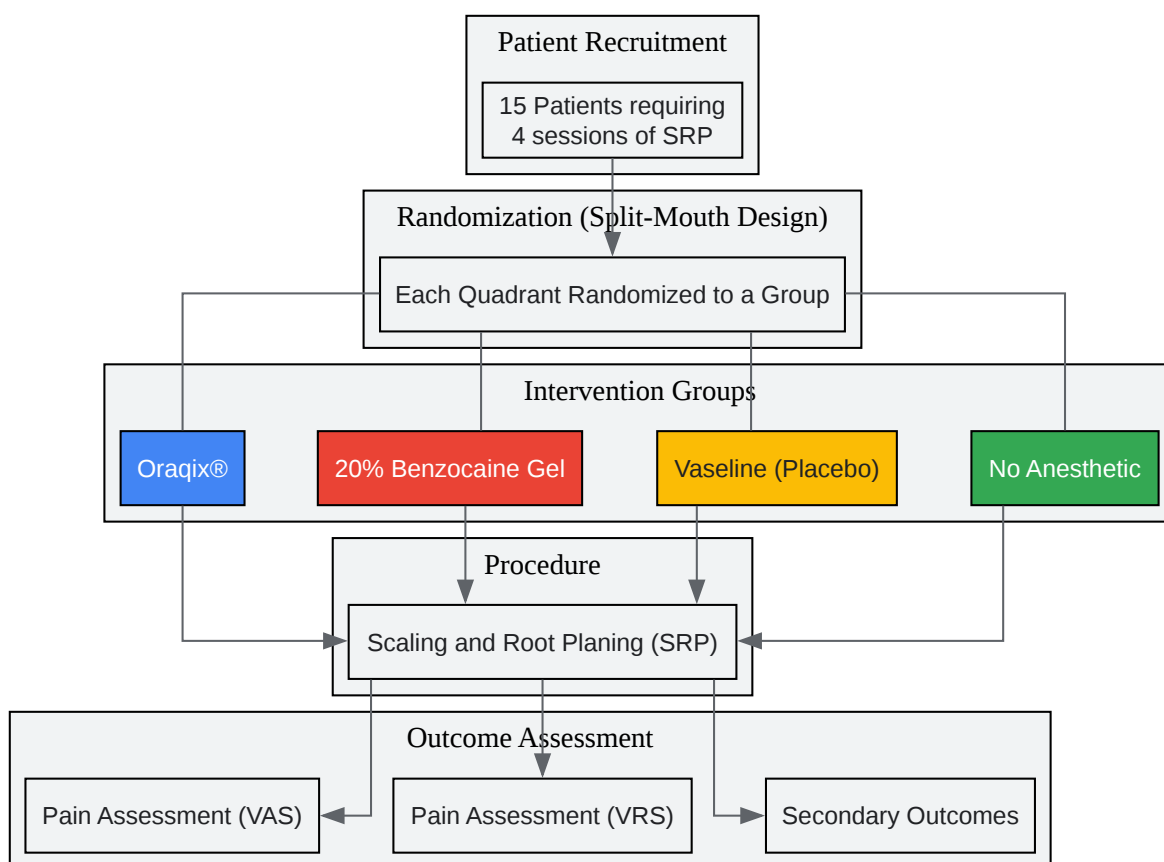 Patient Recruitment
15 Patients requiring
4 sessions of SRP
Randomization (Split-Mouth Design)
Each Quadrant Randomized to a Group
Intervention Groups
Oraqix®
20% Benzocaine Gel
Vaseline (Placebo)
No Anesthetic
Procedure
Scaling and Root Planing (SRP)
Outcome Assessment
Pain Assessment (VAS)
Pain Assessment (VRS)
Secondary Outcomes